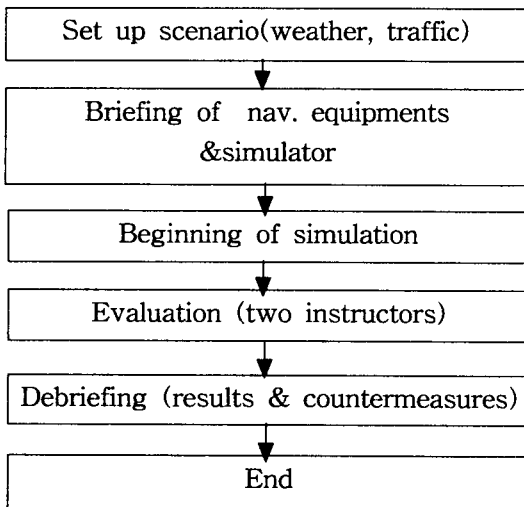 Set up scenario(weather, traffic)
Briefing of nav. equipments
&simulator
Beginning of simulation
Evaluation (two instructors)
Debriefing (results & countermeasures)
End